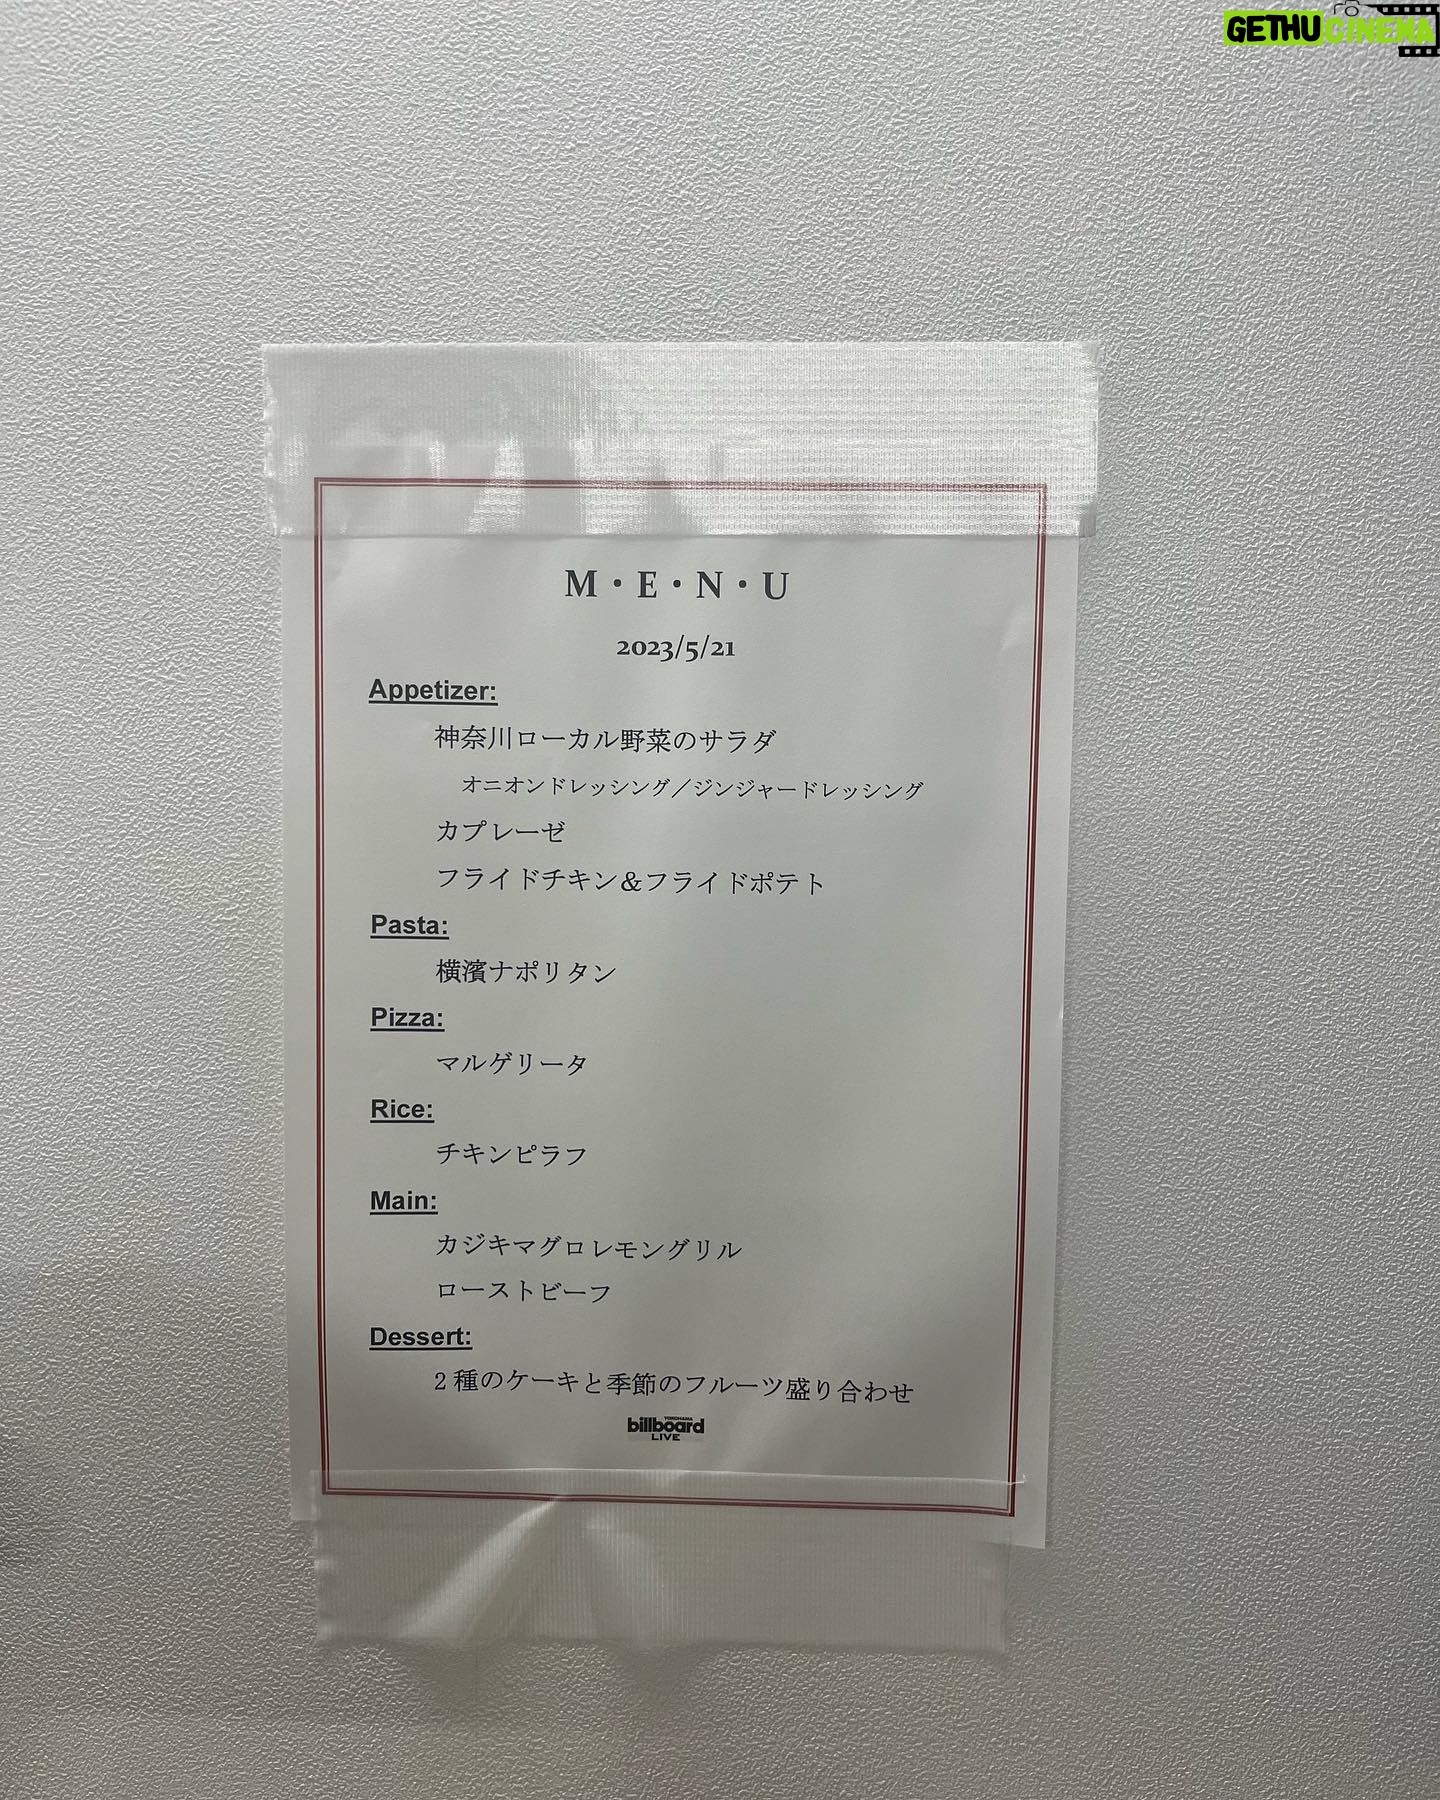 GETHUCINEMA
M・E・N・U
2023/5/21
Appetizer:
神奈川ローカル野菜のサラダ
オニオンドレッシング／ジンジャードレッシング
カプレーゼ
フライドチキン＆フライドポテト
Pasta:
横濱ナポリタン
Pizza:
マルゲリータ
Rice:
チキンピラフ
Main:
カジキマグロレモングリル
ローストビーフ
Dessert:
2種のケーキと季節のフルーツ盛り合わせ
YOKOHAMA
billboard
LIVE